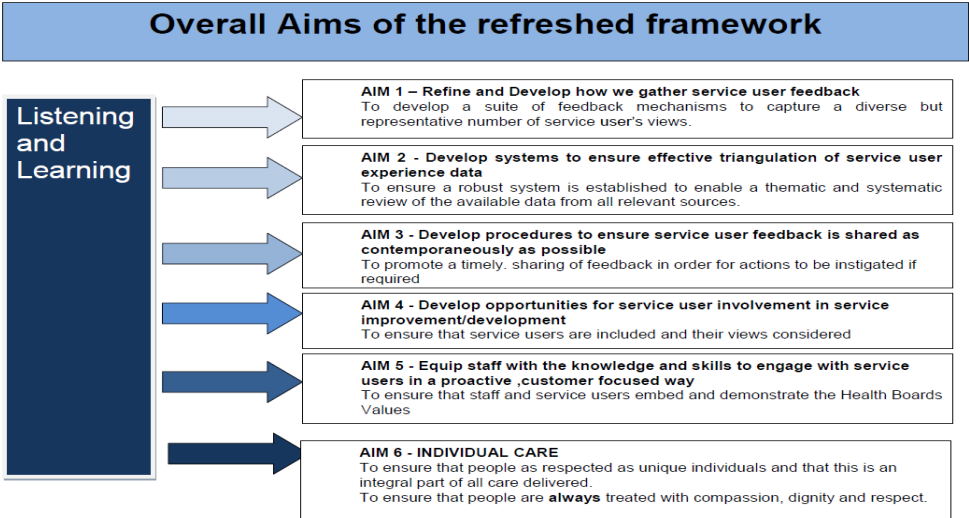 Overall Aims of the refreshed framework
Listening
and
Learning
AIM 1 – Refine and Develop how we gather service user feedback
To develop a suite of feedback mechanisms to capture a diverse but
representative number of service user's views.
AIM 2 - Develop systems to ensure effective triangulation of service user
experience data
To ensure a robust system is established to enable a thematic and systematic
review of the available data from all relevant sources.
AIM 3 - Develop procedures to ensure service user feedback is shared as
contemporaneously as possible
To promote a timely. sharing of feedback in order for actions to be instigated if
required
AIM 4 - Develop opportunities for service user involvement in service
improvement/development
To ensure that service users are included and their views considered
AIM 5 - Equip staff with the knowledge and skills to engage with service
users in a proactive ,customer focused way
To ensure that staff and service users embed and demonstrate the Health Boards
Values
AIM 6 - INDIVIDUAL CARE
To ensure that people as respected as unique individuals and that this is an
integral part of all care delivered.
To ensure that people are always treated with compassion, dignity and respect.